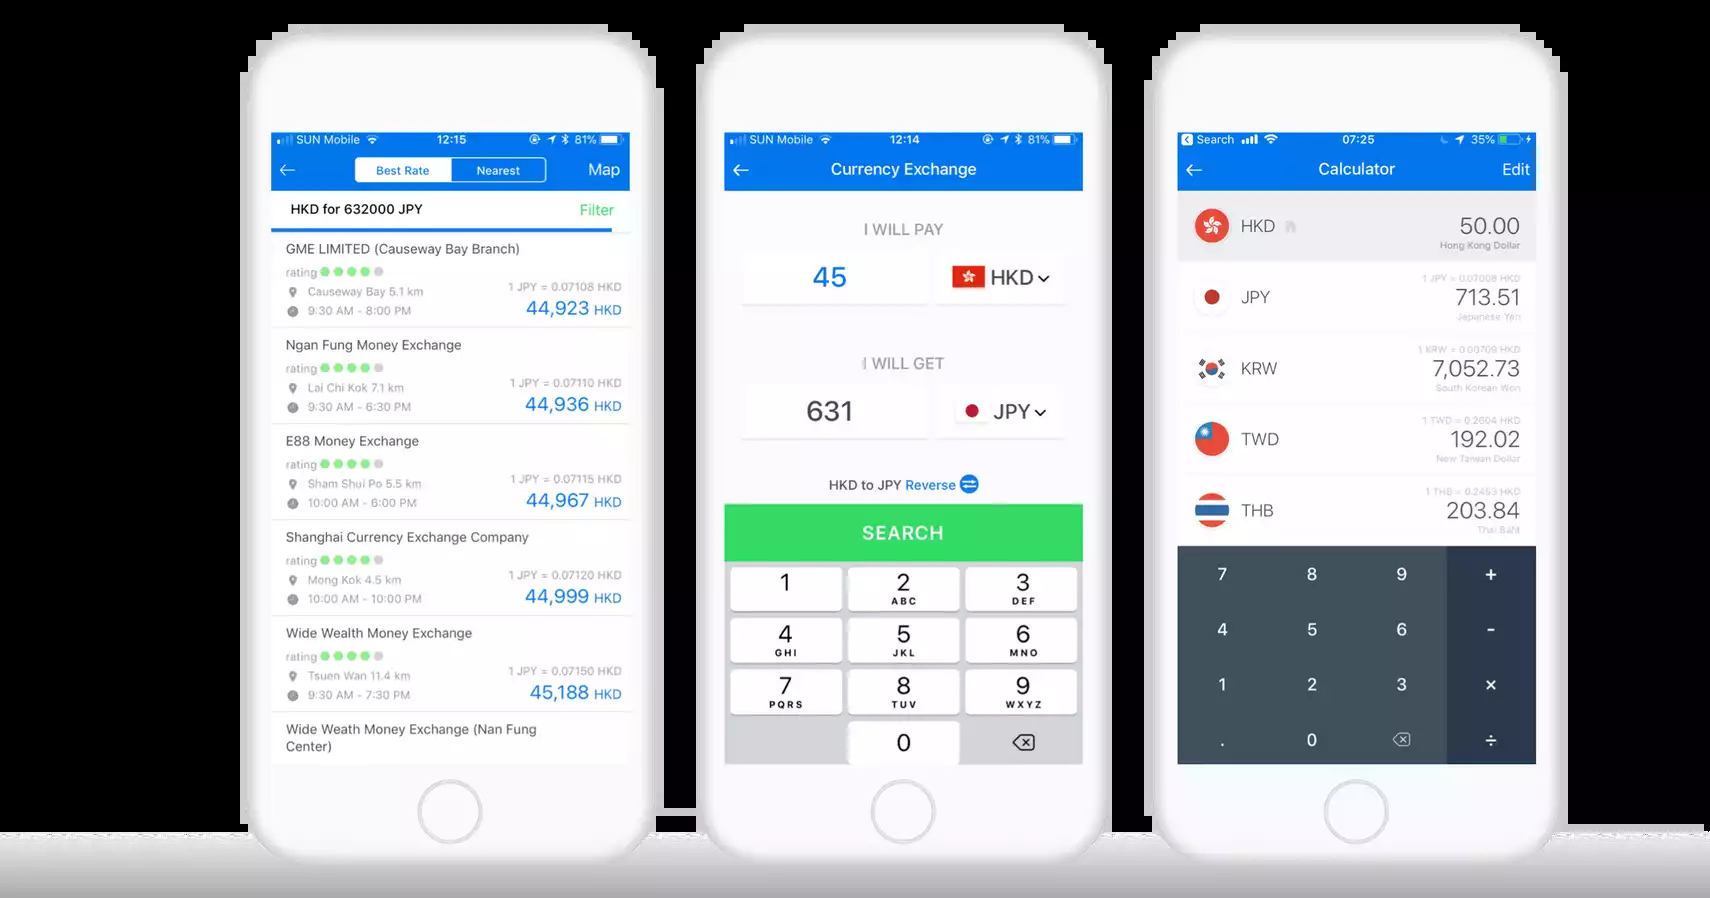 SUN Mobile 12:15 81%
Best Rate Nearest Map
HKD for 632000 JPY Filter
GME LIMITED (Causeway Bay Branch)
rating
Causeway Bay 5.1 km 1 JPY = 0.07108 HKD
9:30 AM - 8:00 PM 44,923 HKD
Ngan Fung Money Exchange
rating
Lai Chi Kok 7.1 km 1 JPY = 0.07110 HKD
9:30 AM - 6:30 PM 44,936 HKD
E88 Money Exchange
rating
Sham Shui Po 5.5 km 1 JPY = 0.07115 HKD
10:00 AM - 6:00 PM 44,967 HKD
Shanghai Currency Exchange Company
rating
Mong Kok 4.5 km 1 JPY = 0.07120 HKD
10:00 AM - 10:00 PM 44,999 HKD
Wide Wealth Money Exchange
rating
Tsuen Wan 11.4 km 1 JPY = 0.07150 HKD
9:30 AM - 7:30 PM 45,188 HKD
Wide Weath Money Exchange (Nan Fung
Center)
SUN Mobile 12:14 81%
Currency Exchange
I WILL PAY
45 HKD
I WILL GET
631 JPY
HKD to JPY Reverse
SEARCH
1 2 3
ABC DEF
4 5 6
GHI JKL MNO
7 8 9
PQRS TUV WXYZ
0
Search 07:25 35%
Calculator Edit
HKD 50.00
Hong Kong Dollar
1 JPY = 0.07008 HKD
JPY 713.51
Japanese Yen
1 KRW = 0.00709 HKD
KRW 7,052.73
South Korean Won
1 TWD = 0.2604 HKD
TWD 192.02
New Taiwan Dollar
1 THB = 0.2453 HKD
THB 203.84
Thai Baht
7 8 9 +
4 5 6 -
1 2 3 ×
. 0 ÷